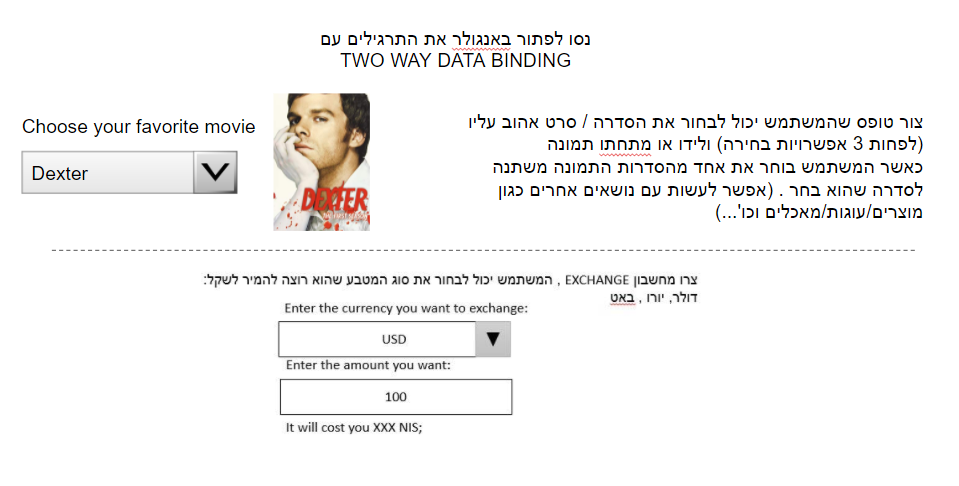 נסו לפתור באנגולר את התרגילים עם
TWO WAY DATA BINDING
צור טופס שהמשתמש יכול לבחור את הסדרה / סרט אהוב עליו
(לפחות 3 אפשרויות בחירה) ולידו או מתחתו תמונה
כאשר המשתמש בוחר את אחד מהסדרות התמונה משתנה
לסדרה שהוא בחר . (אפשר לעשות עם נושאים אחרים כגון
מוצרים/עוגות/מאכלים וכו'...)
Choose your favorite movie
Dexter
DEXTER
צרו מחשבון EXCHANGE , המשתמש יכול לבחור את סוג המטבע שהוא רוצה להמיר לשקל:
דולר, יורו , באט
Enter the currency you want to exchange:
USD
Enter the amount you want:
100
It will cost you XXX NIS;